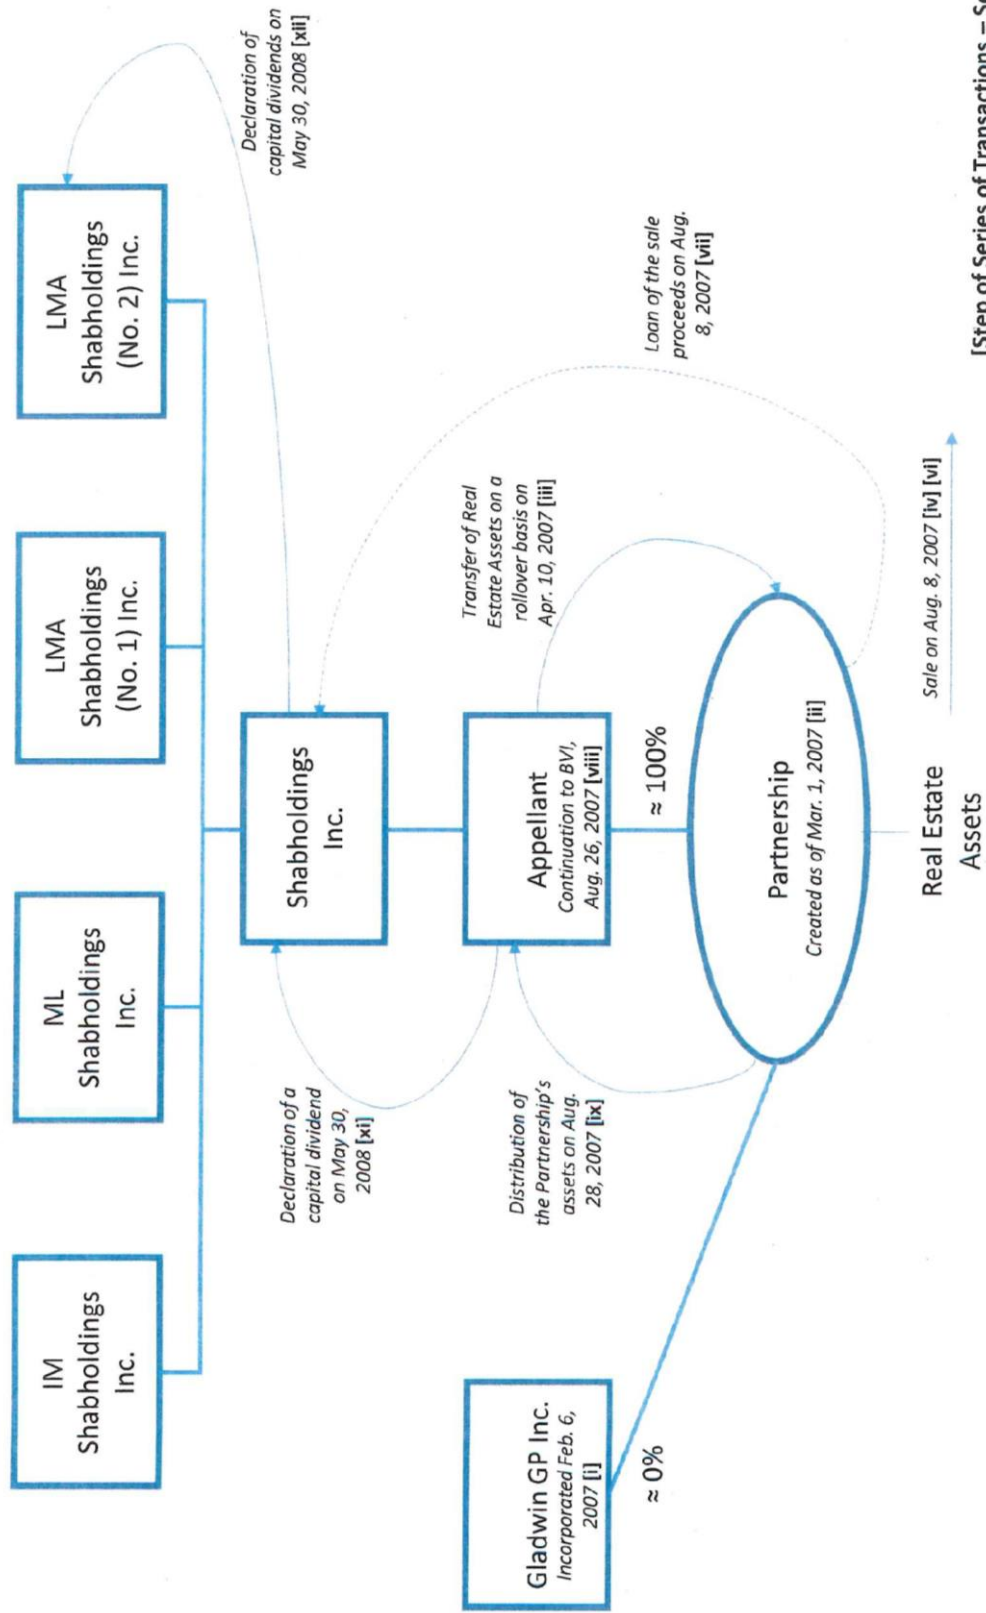 IM
Shabholdings
Inc.
ML
Shabholdings
Inc.
LMA
Shabholdings
(No. 1) Inc.
LMA
Shabholdings
(No. 2) Inc.
Declaration of
capital dividends on
May 30, 2008 [xii]
Shabholdings
Inc.
Declaration of a
capital dividend
on May 30,
2008 [xi]
Gladwin GP Inc.
Incorporated Feb. 6,
2007 [i]
≈ 0%
Distribution of
the Partnership's
assets on Aug.
28, 2007 [ix]
Appellant
Continuation to BVI,
Aug. 26, 2007 [viii]
≈ 100%
Transfer of Real
Estate Assets on a
rollover basis on
Apr. 10, 2007 [iii]
Loan of the sale
proceeds on Aug.
8, 2007 [vii]
Partnership
Created as of Mar. 1, 2007 [ii]
Real Estate
Assets
Sale on Aug. 8, 2007 [iv] [vi]
[Step of Series of Transactions –